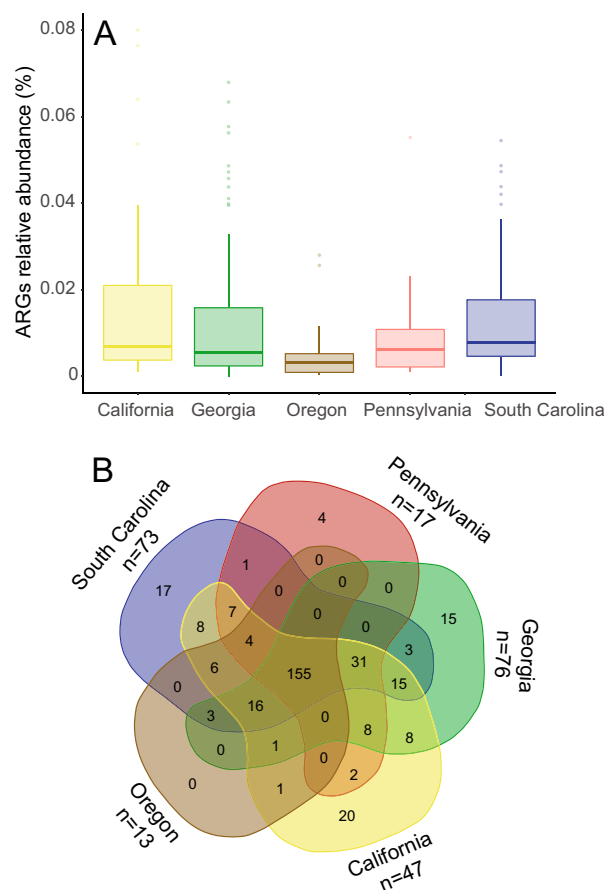 A
ARGs relative abundance (%)
0.08
0.06
0.04
0.02
0
California Georgia Oregon Pennsylvania South Carolina
B
South Carolina
n=73
Pennsylvania
n=17
Georgia
n=76
Oregon
n=13
California
n=47
4
0
1
0
0
0
17
7
0
15
8
4
0
3
6
155
31
15
0
3
16
0
8
8
0
1
0
2
0
1
20